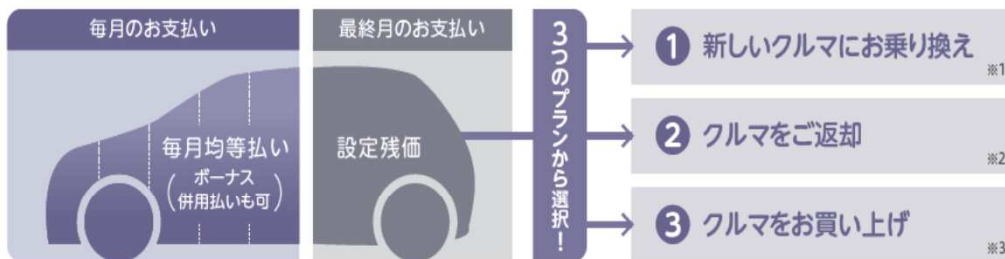 毎月のお支払い
最終月のお支払い
毎月均等払い
(ボーナス
併用払いも可)
設定残価
3つのプランから選択!
1 新しいクルマにお乗り換え
※1
2 クルマをご返却
※2
3 クルマをお買い上げ
※3